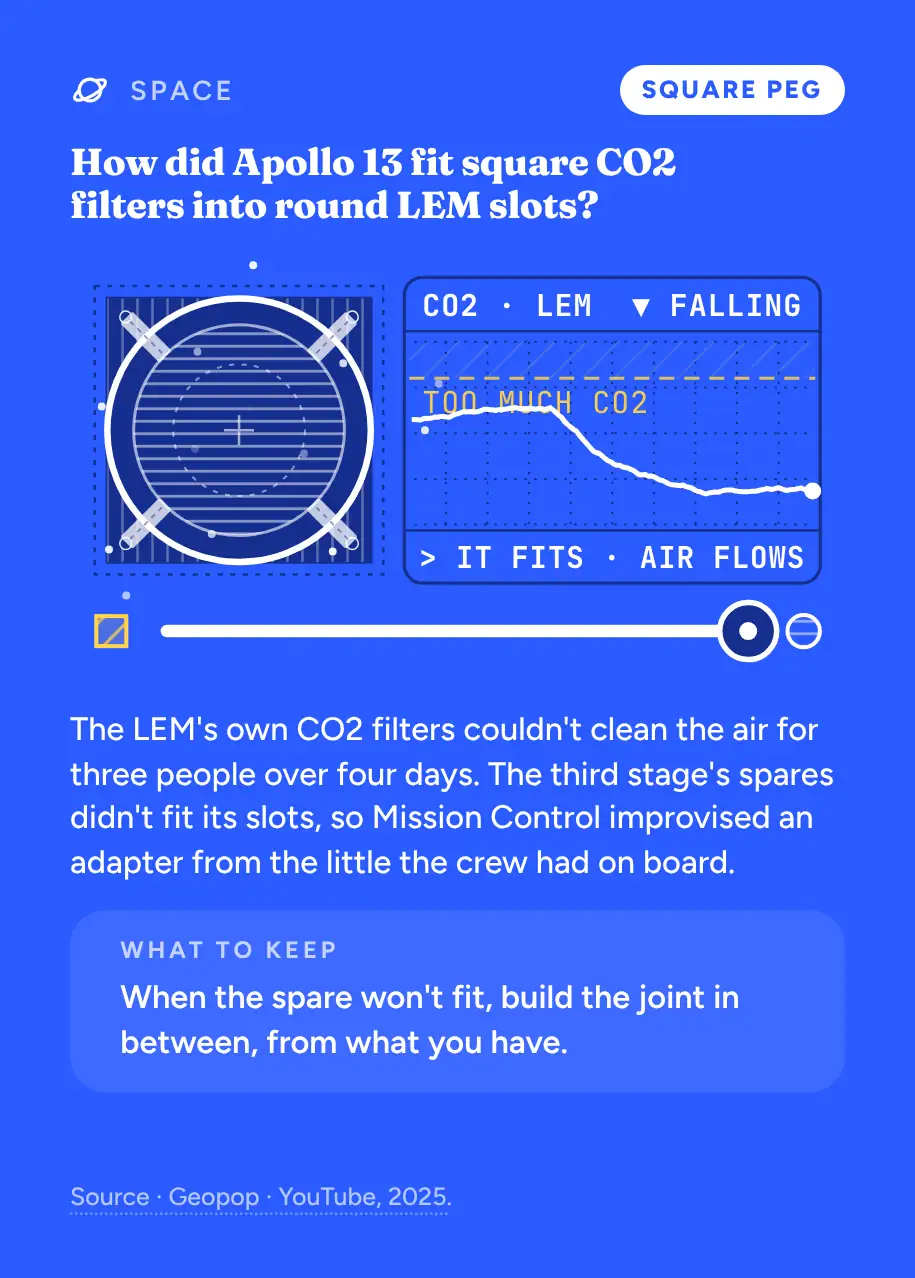 SPACE
SQUARE PEG
How did Apollo 13 fit square CO2
filters into round LEM slots?
CO2 · LEM ▼ FALLING
TOO MUCH CO2
> IT FITS · AIR FLOWS
The LEM's own CO2 filters couldn't clean the air for
three people over four days. The third stage's spares
didn't fit its slots, so Mission Control improvised an
adapter from the little the crew had on board.
WHAT TO KEEP
When the spare won't fit, build the joint in
between, from what you have.
Source · Geopop · YouTube, 2025.